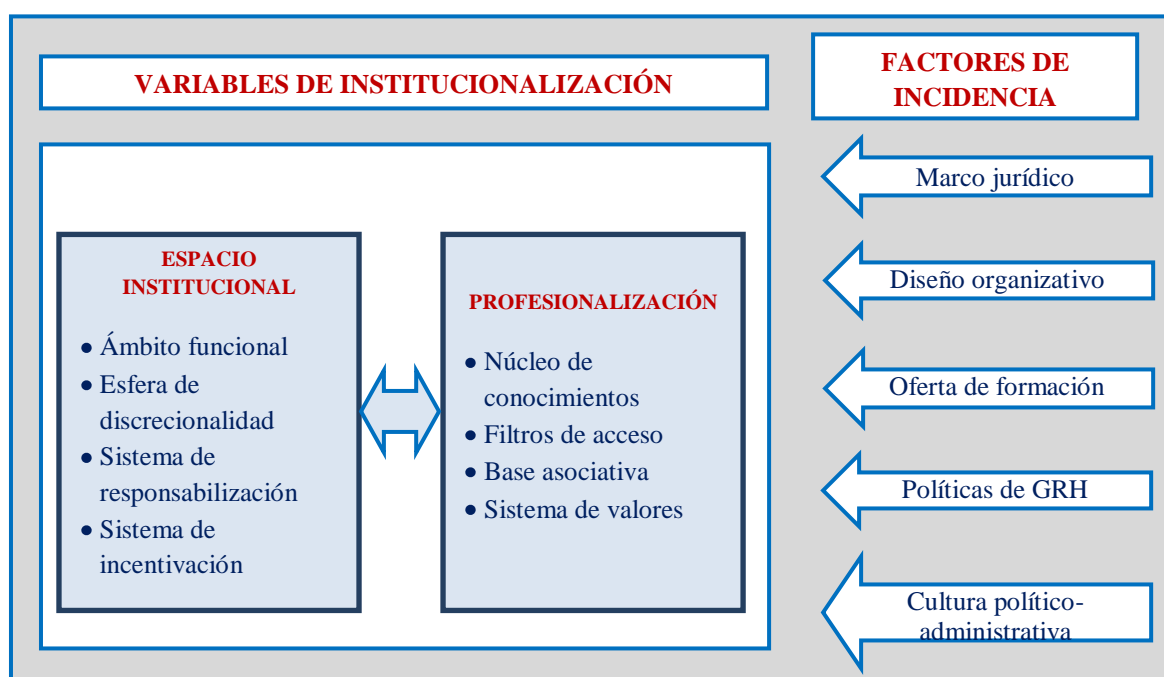 VARIABLES DE INSTITUCIONALIZACIÓN
FACTORES DE
INCIDENCIA
ESPACIO
INSTITUCIONAL
• Ámbito funcional
• Esfera de
discrecionalidad
• Sistema de
responsabilización
• Sistema de
incentivación
PROFESIONALIZACIÓN
• Núcleo de
conocimientos
• Filtros de acceso
• Base asociativa
• Sistema de valores
Marco jurídico
Diseño organizativo
Oferta de formación
Políticas de GRH
Cultura político-
administrativa